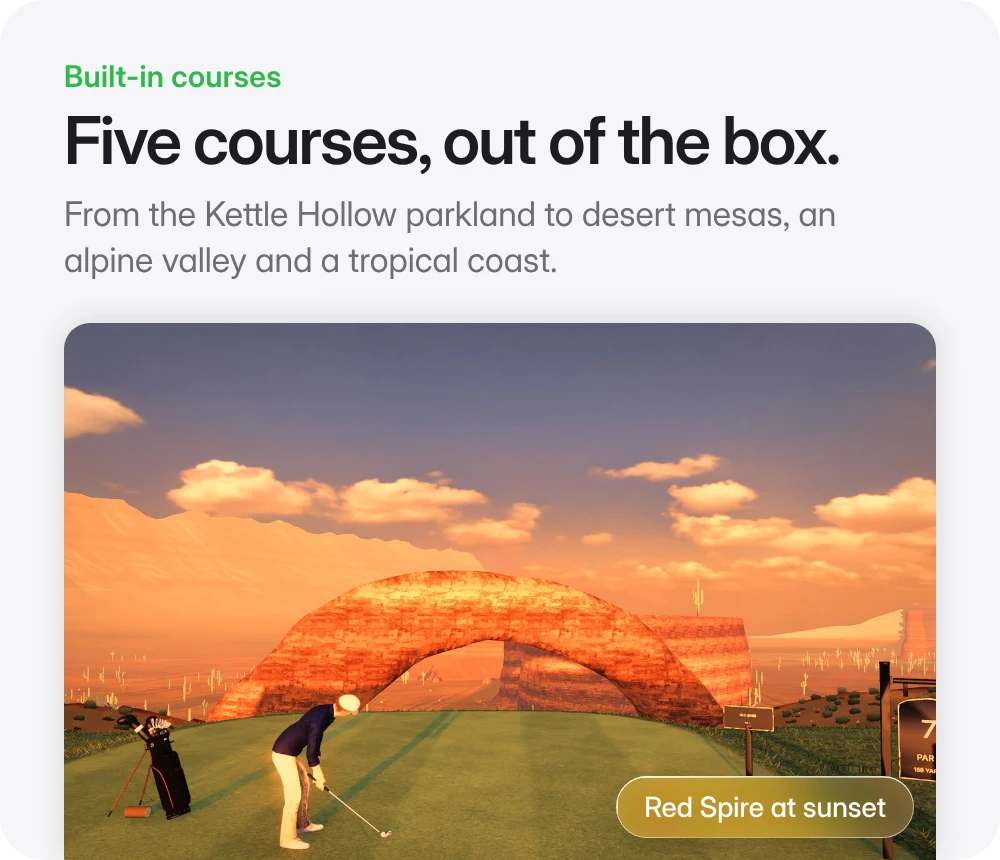 Built-in courses
Five courses, out of the box.
From the Kettle Hollow parkland to desert mesas, an
alpine valley and a tropical coast.
7
PAR
Red Spire at sunset